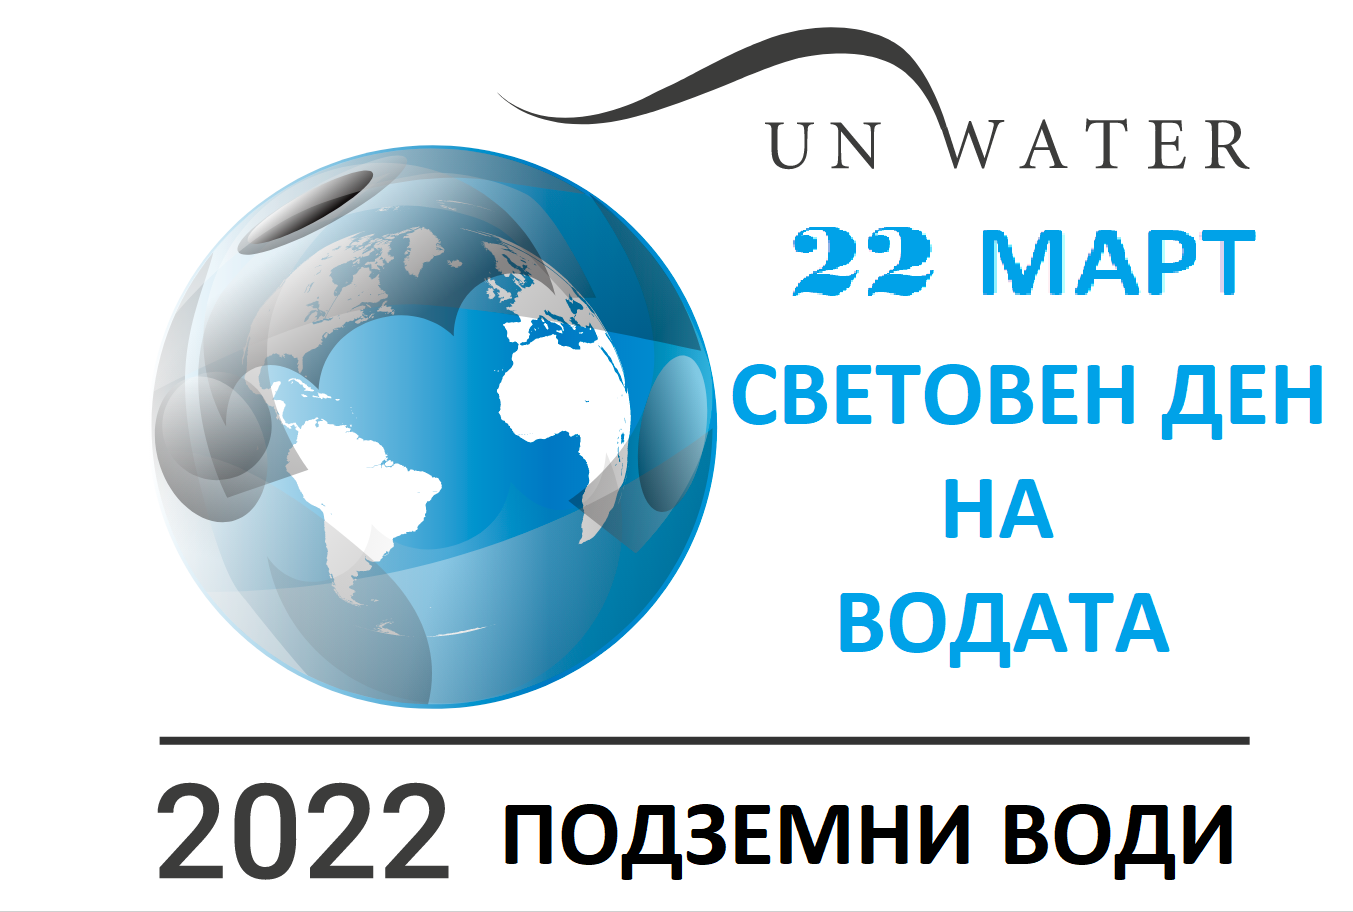 UN WATER
22 МАРТ
СВЕТОВЕН ДЕН
НА
ВОДАТА
2022 ПОДЗЕМНИ ВОДИ